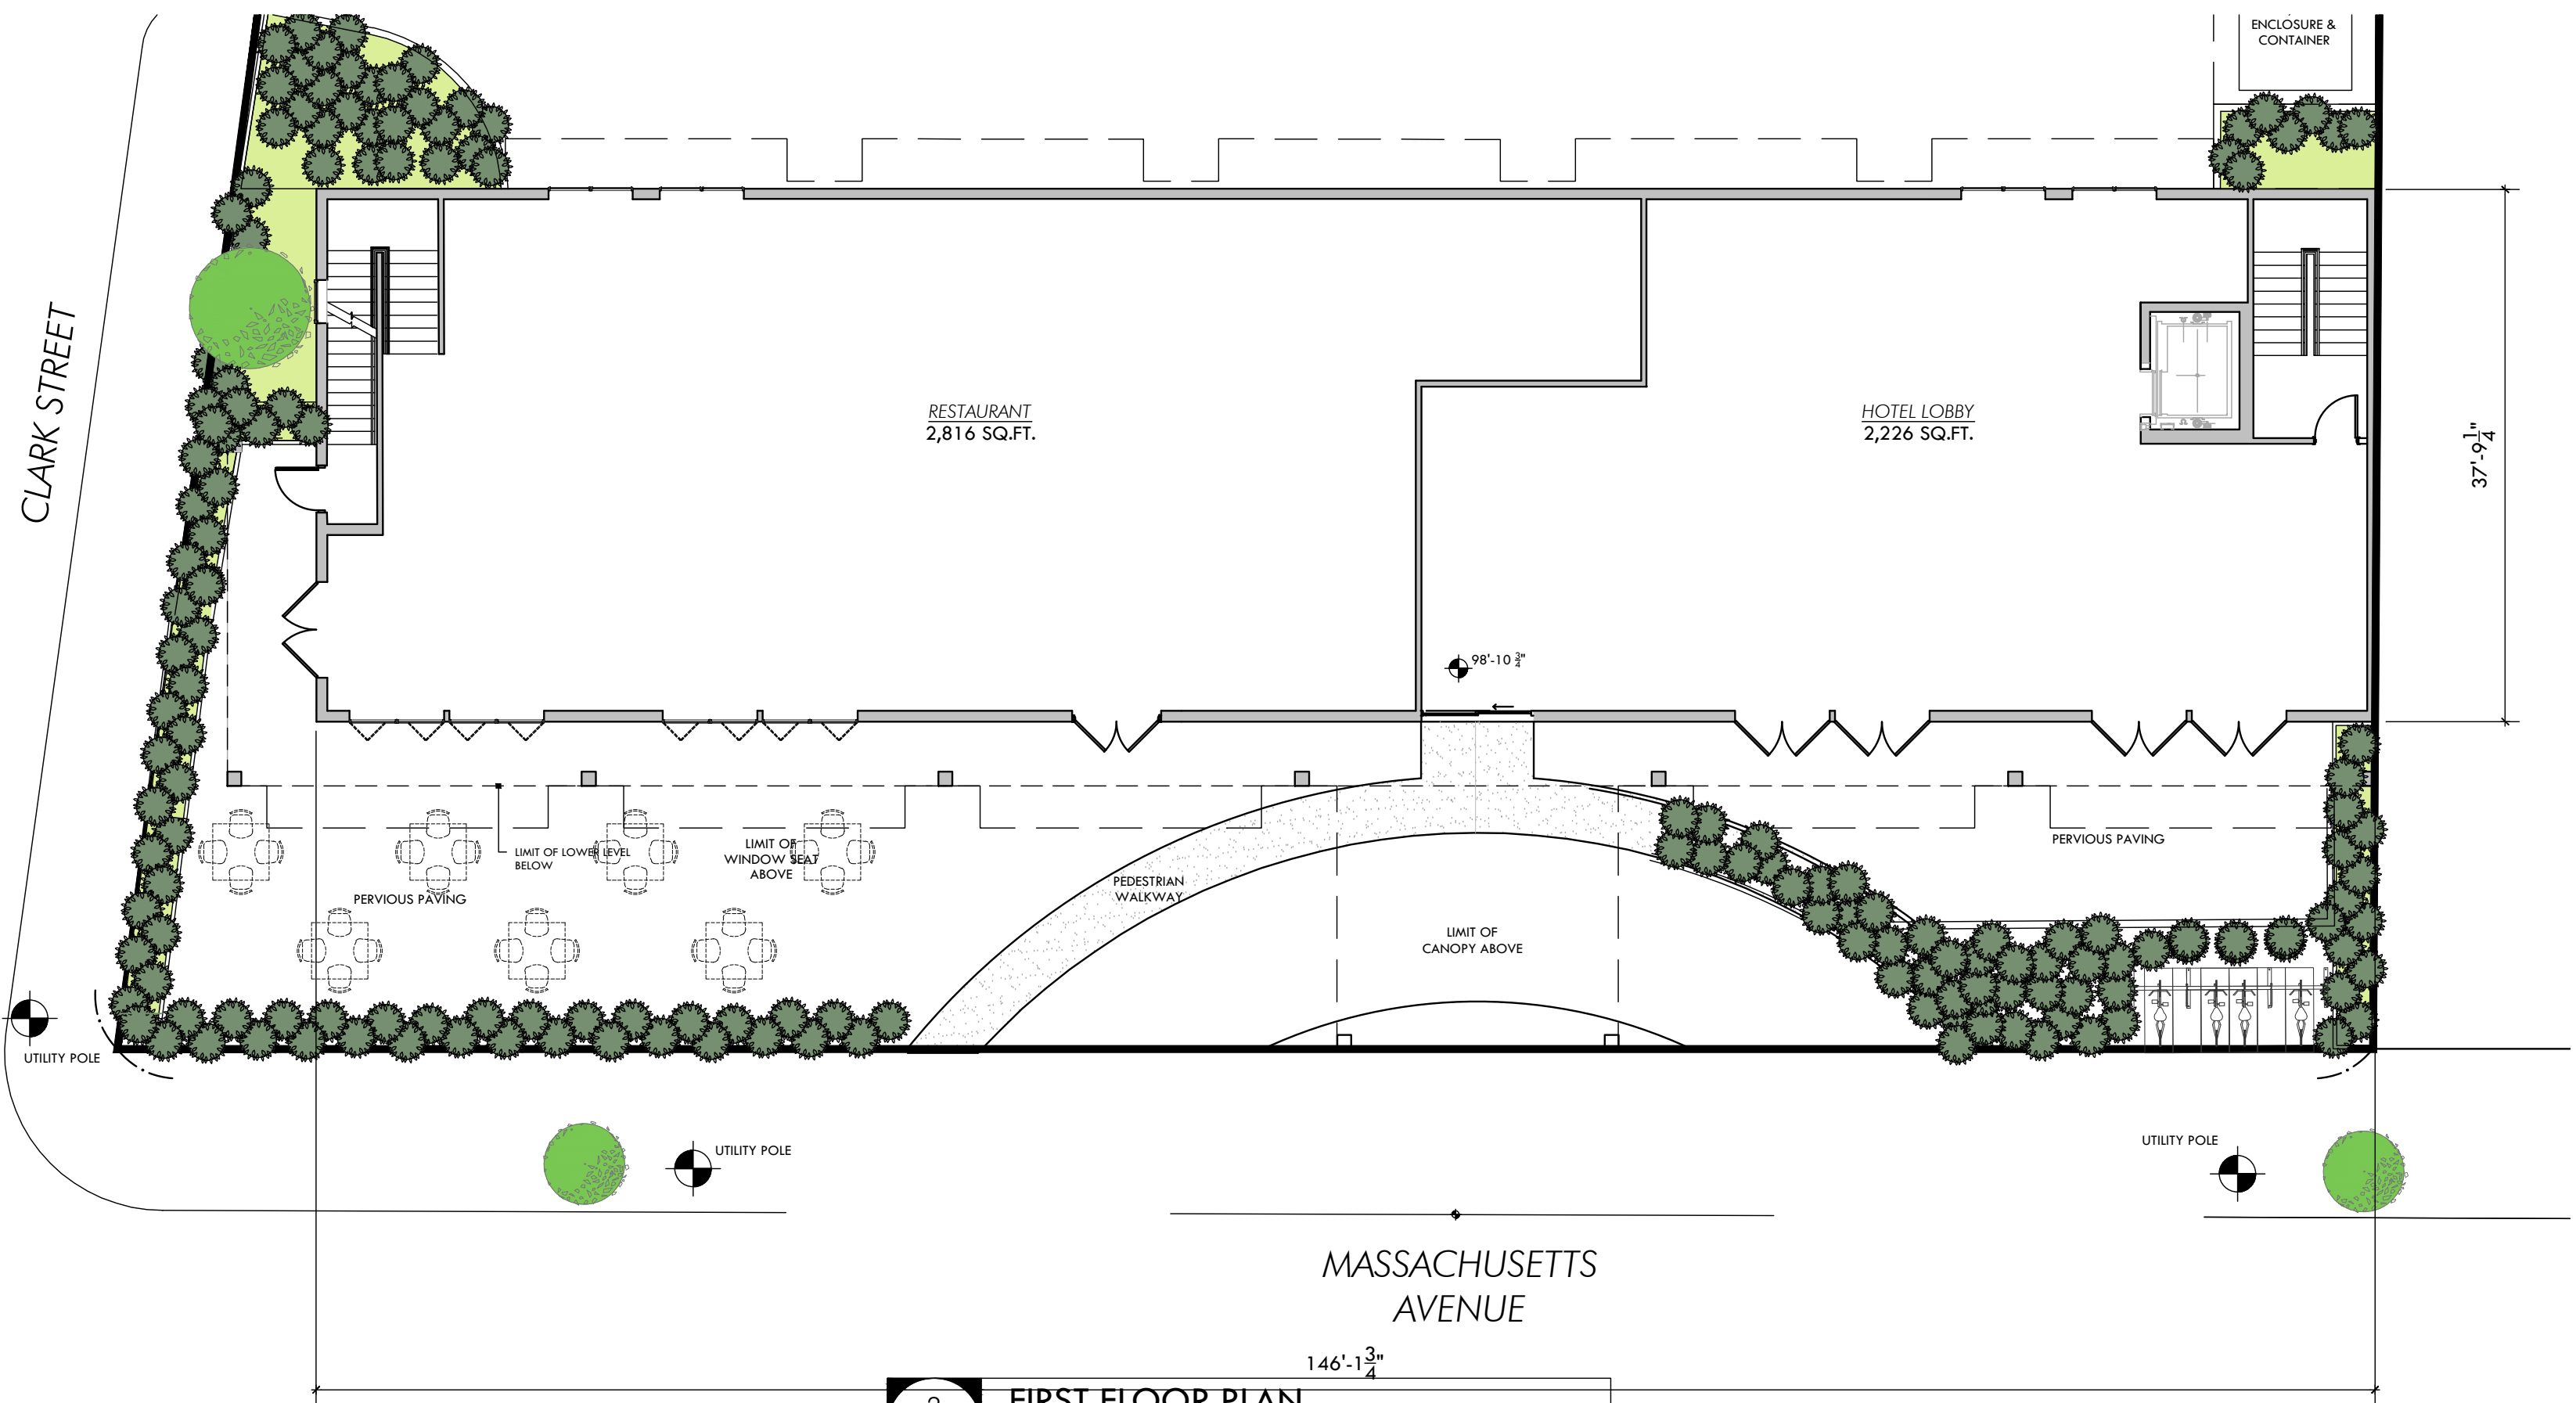 ENCLOSURE &
CONTAINER
CLARK STREET
RESTAURANT
2,816 SQ.FT.
HOTEL LOBBY
2,226 SQ.FT.
37'-9 1/4"
98'-10 3/4"
LIMIT OF LOWER LEVEL
BELOW
LIMIT OF
WINDOW SEAT
ABOVE
PERVIOUS PAVING
PEDESTRIAN
WALKWAY
LIMIT OF
CANOPY ABOVE
PERVIOUS PAVING
UTILITY POLE
UTILITY POLE
UTILITY POLE
MASSACHUSETTS
AVENUE
146'-1 3/4"
FIRST FLOOR PLAN